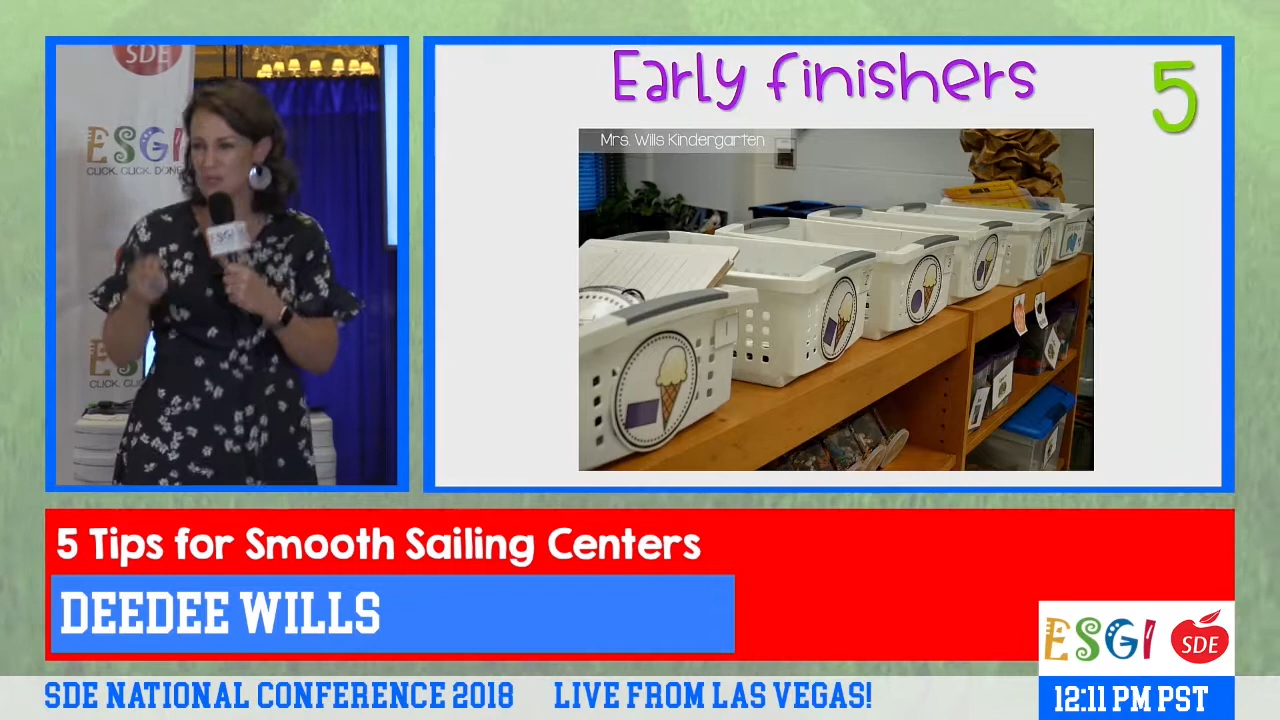 SDE
ESGI
CLICK. CLICK. DONE
ESGI
Early finishers
5
Mrs. Wills Kindergarten
5 Tips for Smooth Sailing Centers
DEEDEE WILLS
ESGI
SDE
SDE NATIONAL CONFERENCE 2018
LIVE FROM LAS VEGAS!
12:11 PM PST